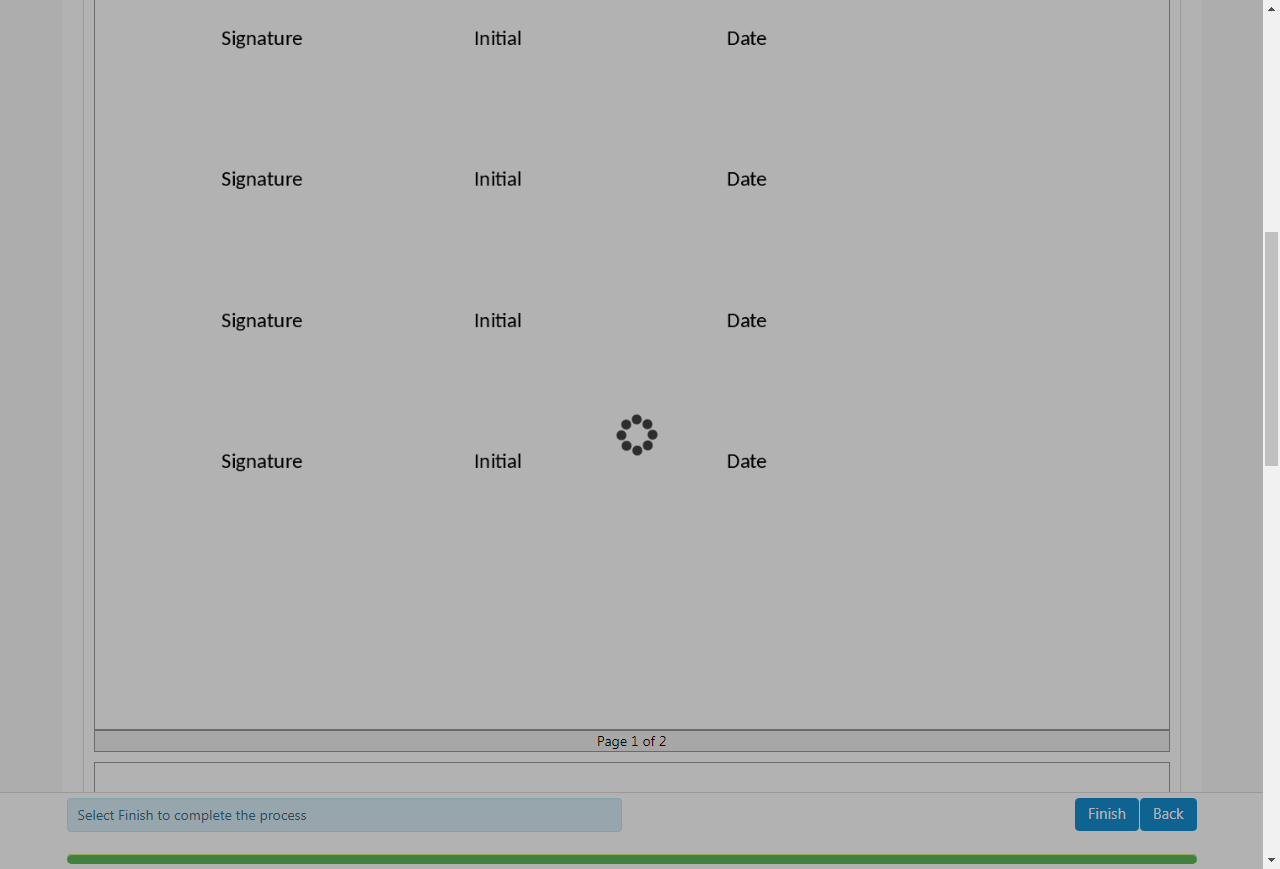 Signature Initial Date
Signature Initial Date
Signature Initial Date
Signature Initial Date
Page 1 of 2
Select Finish to complete the process
Finish Back